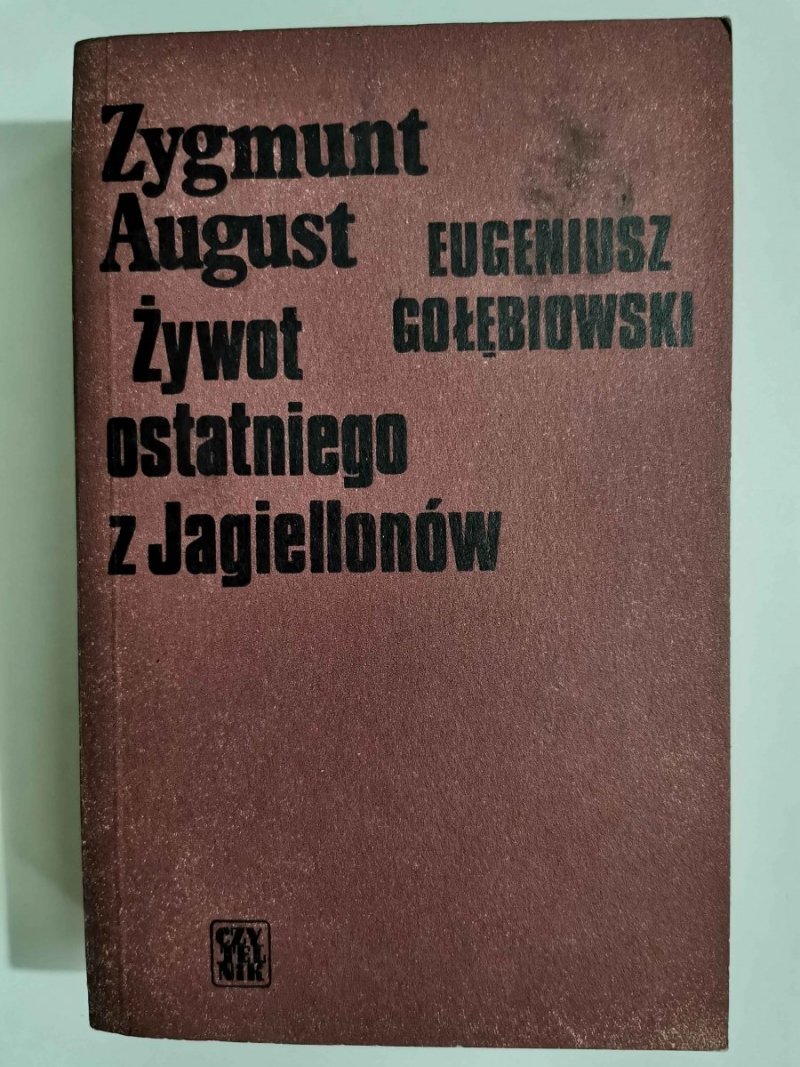 Zygmunt
August
EUGENIUSZ
GOŁĘBIOWSKI
Żywot
ostatniego
z Jagiellonów
CZY
TEL
NIK